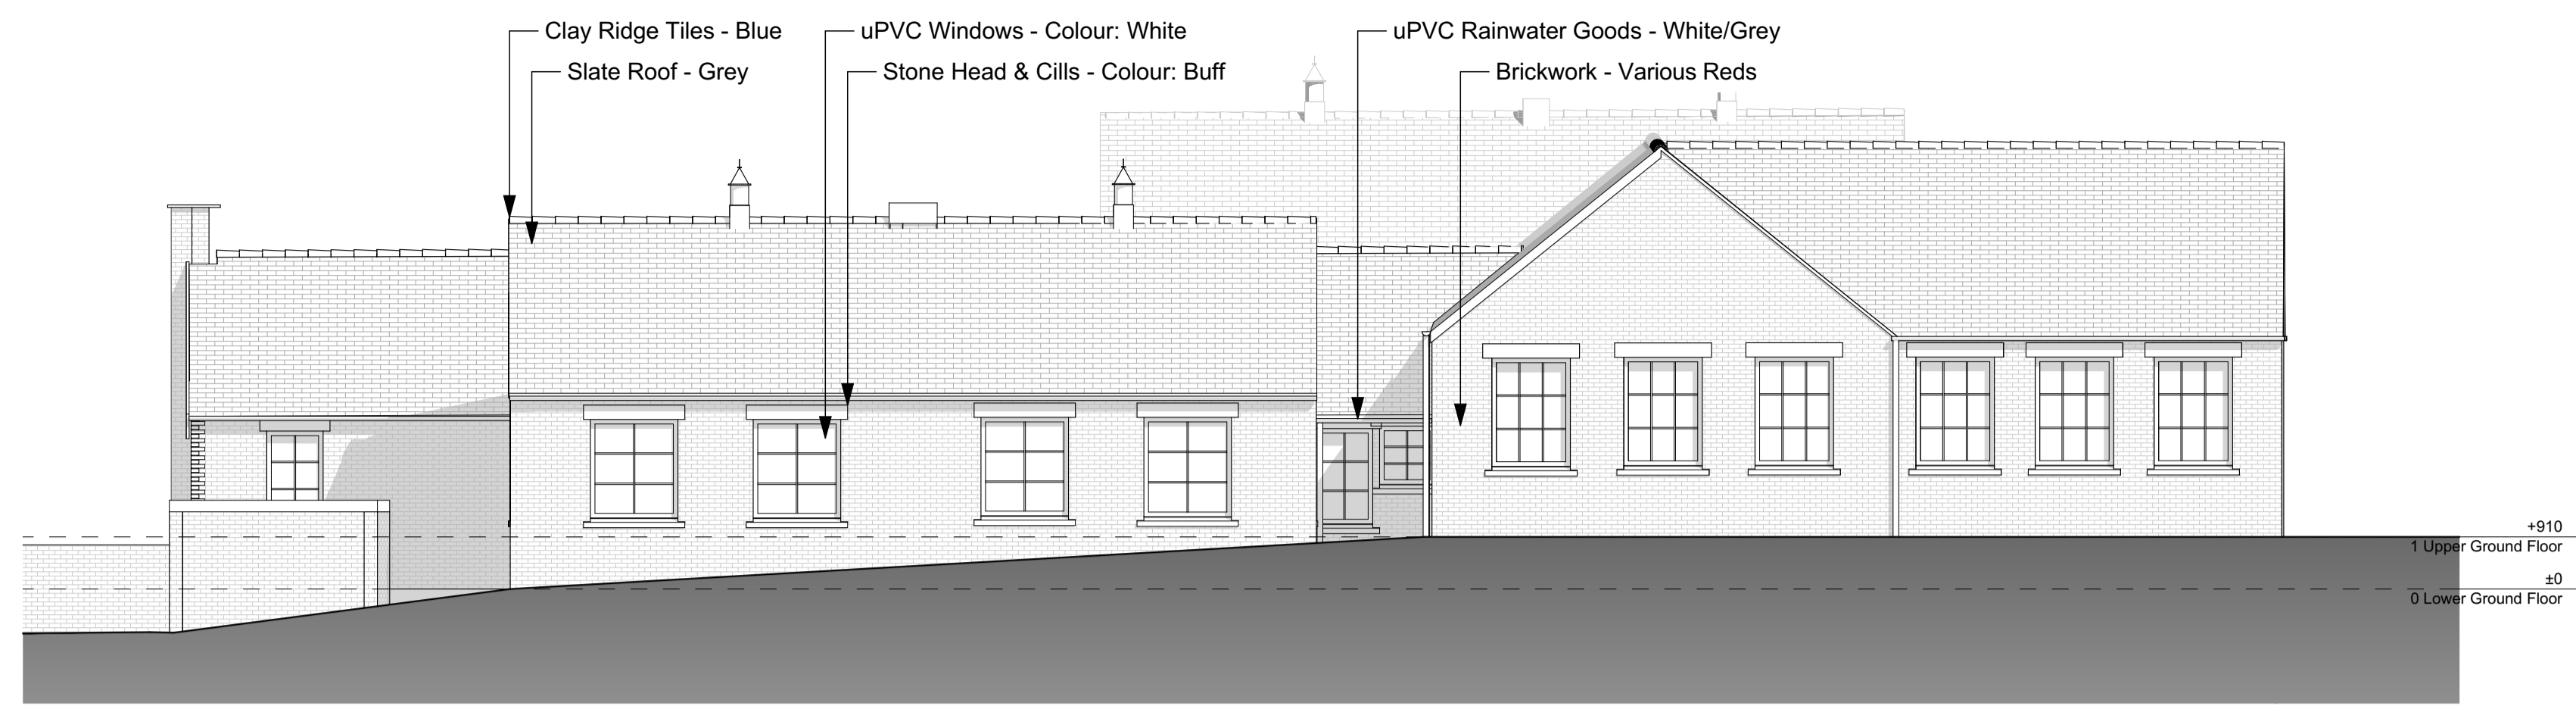 Clay Ridge Tiles - Blue
Slate Roof - Grey
uPVC Windows - Colour: White
Stone Head & Cills - Colour: Buff
uPVC Rainwater Goods - White/Grey
Brickwork - Various Reds
+910
1 Upper Ground Floor
±0
0 Lower Ground Floor